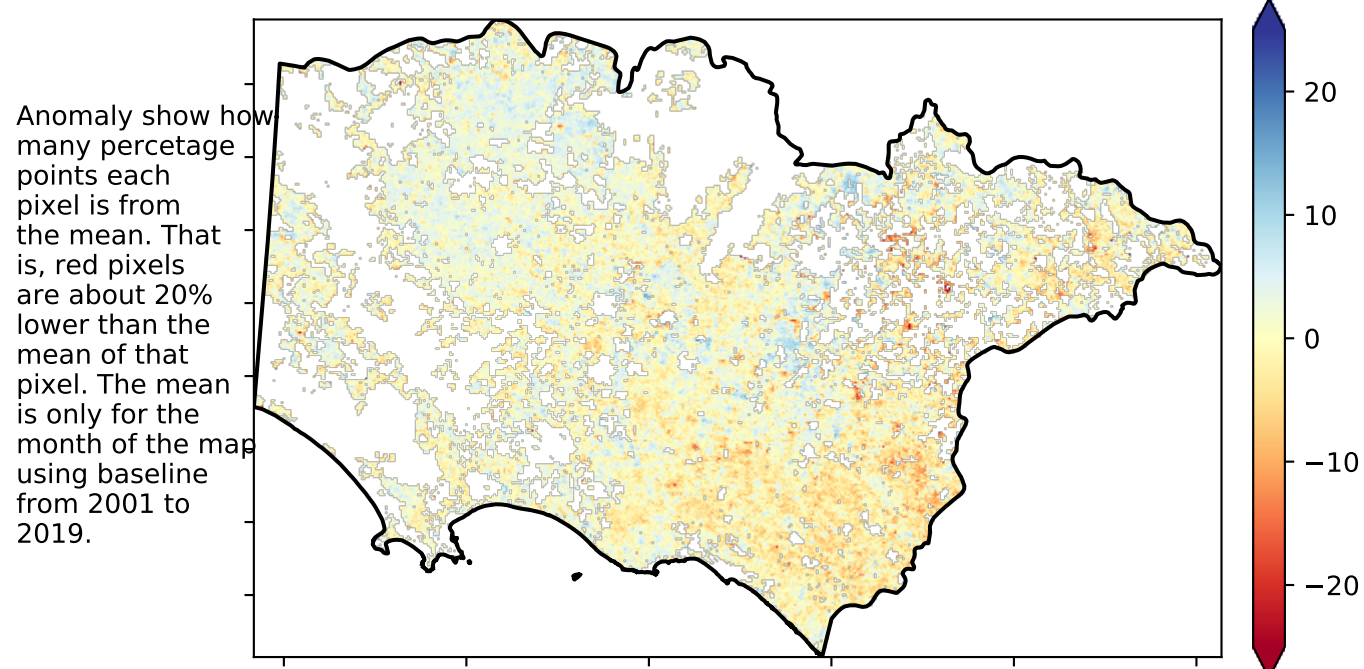 Anomaly show how
many percetage
points each
pixel is from
the mean. That
is, red pixels
are about 20%
lower than the
mean of that
pixel. The mean
is only for the
month of the map
using baseline
from 2001 to
2019.
20
10
0
−10
−20